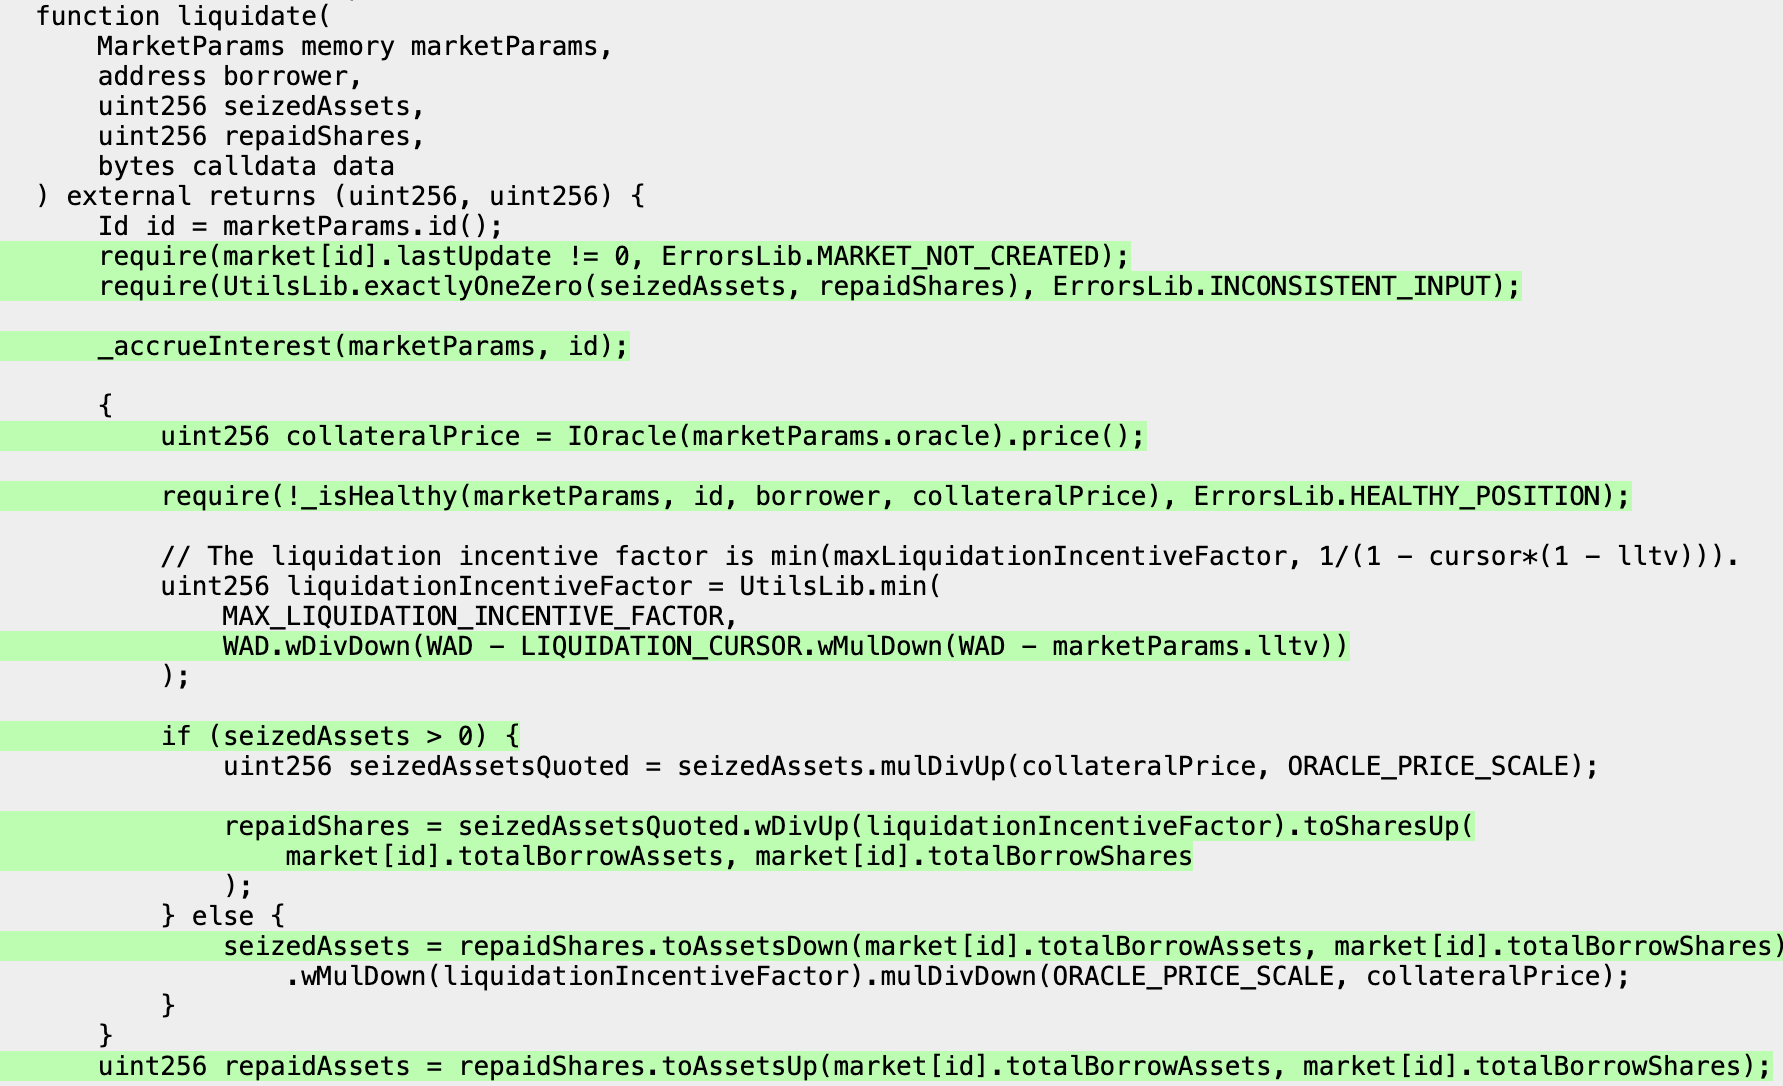 function liquidate(
    MarketParams memory marketParams,
    address borrower,
    uint256 seizedAssets,
    uint256 repaidShares,
    bytes calldata data
) external returns (uint256, uint256) {
    Id id = marketParams.id();
    require(market[id].lastUpdate != 0, ErrorsLib.MARKET_NOT_CREATED);
    require(UtilsLib.exactlyOneZero(seizedAssets, repaidShares), ErrorsLib.INCONSISTENT_INPUT);

    _accrueInterest(marketParams, id);

    {
        uint256 collateralPrice = IOracle(marketParams.oracle).price();

        require(!_isHealthy(marketParams, id, borrower, collateralPrice), ErrorsLib.HEALTHY_POSITION);

        // The liquidation incentive factor is min(maxLiquidationIncentiveFactor, 1/(1 - cursor*(1 - lltv))).
        uint256 liquidationIncentiveFactor = UtilsLib.min(
            MAX_LIQUIDATION_INCENTIVE_FACTOR,
            WAD.wDivDown(WAD - LIQUIDATION_CURSOR.wMulDown(WAD - marketParams.lltv))
        );

        if (seizedAssets > 0) {
            uint256 seizedAssetsQuoted = seizedAssets.mulDivUp(collateralPrice, ORACLE_PRICE_SCALE);

            repaidShares = seizedAssetsQuoted.wDivUp(liquidationIncentiveFactor).toSharesUp(
                market[id].totalBorrowAssets, market[id].totalBorrowShares
            );
        } else {
            seizedAssets = repaidShares.toAssetsDown(market[id].totalBorrowAssets, market[id].totalBorrowShares)
                .wMulDown(liquidationIncentiveFactor).mulDivDown(ORACLE_PRICE_SCALE, collateralPrice);
        }
    }
    uint256 repaidAssets = repaidShares.toAssetsUp(market[id].totalBorrowAssets, market[id].totalBorrowShares);